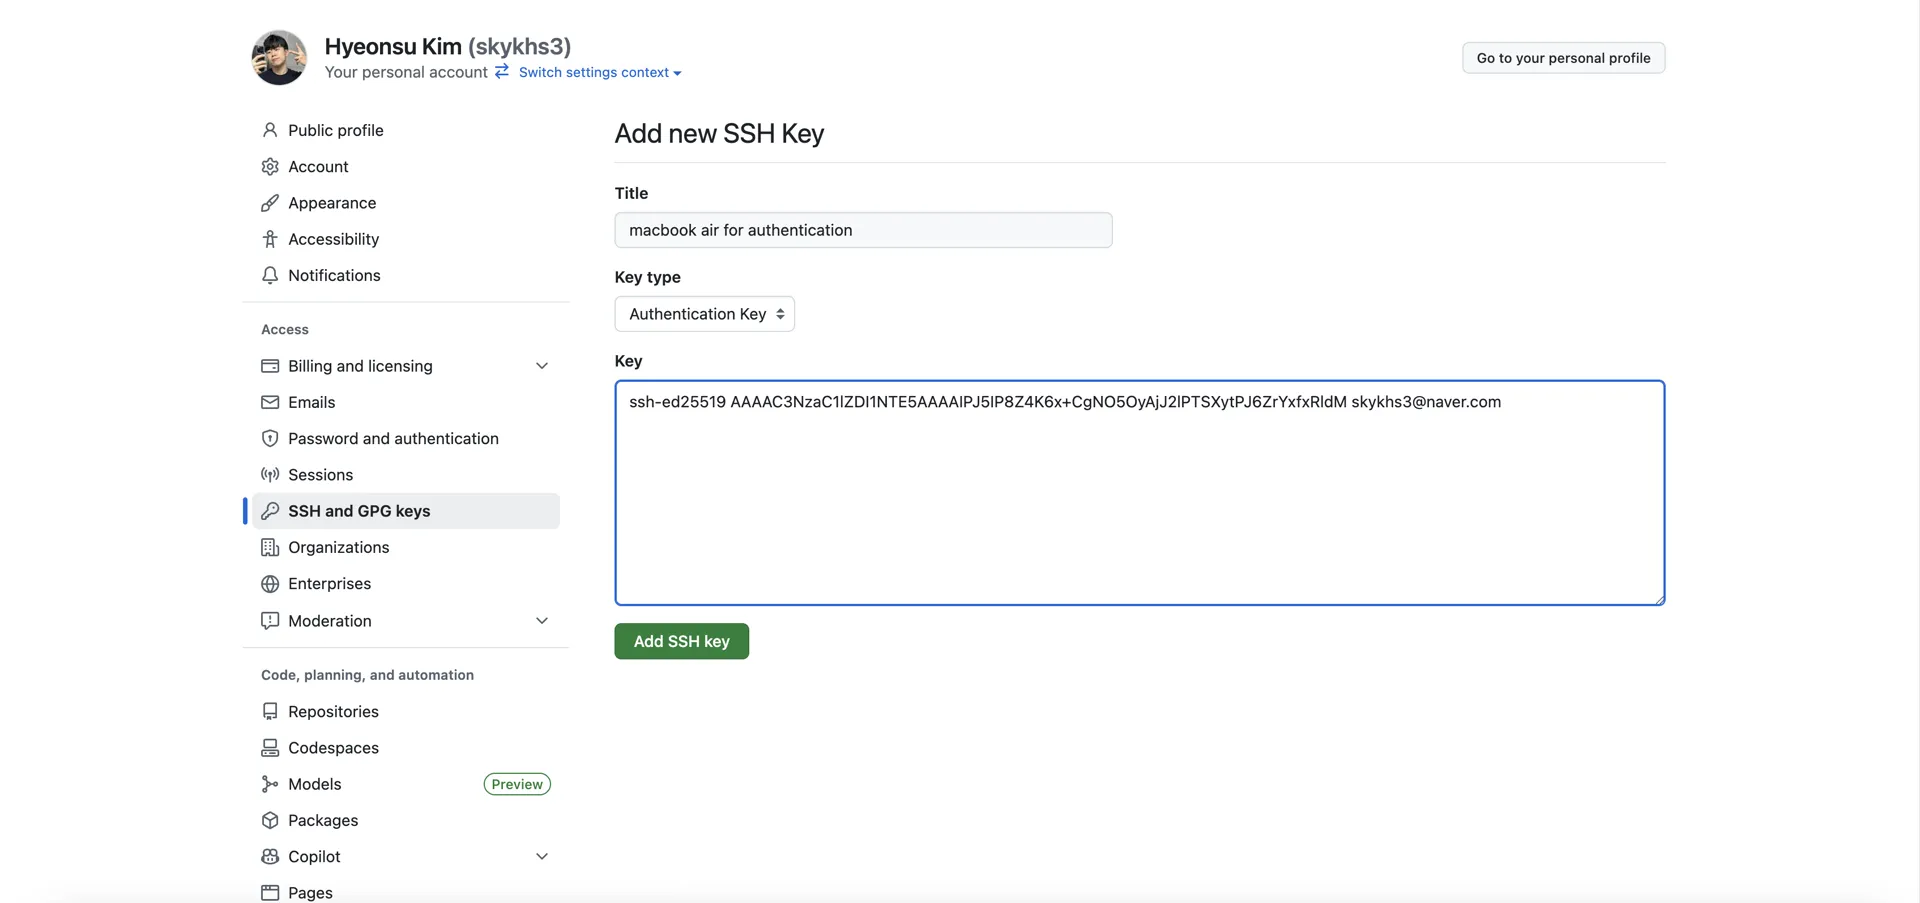 Hyeonsu Kim (skykhs3)
Your personal account
Switch settings context
Go to your personal profile
Public profile
Account
Appearance
Accessibility
Notifications
Access
Billing and licensing
Emails
Password and authentication
Sessions
SSH and GPG keys
Organizations
Enterprises
Moderation
Code, planning, and automation
Repositories
Codespaces
Models Preview
Packages
Copilot
Pages
Add new SSH Key
Title
macbook air for authentication
Key type
Authentication Key
Key
ssh-ed25519 AAAAC3NzaC1lZDI1NTE5AAAAIPJ5IP8Z4K6x+CgNO5OyAjJ2lPTSXytPJ6ZrYxfxRldM skykhs3@naver.com
Add SSH key